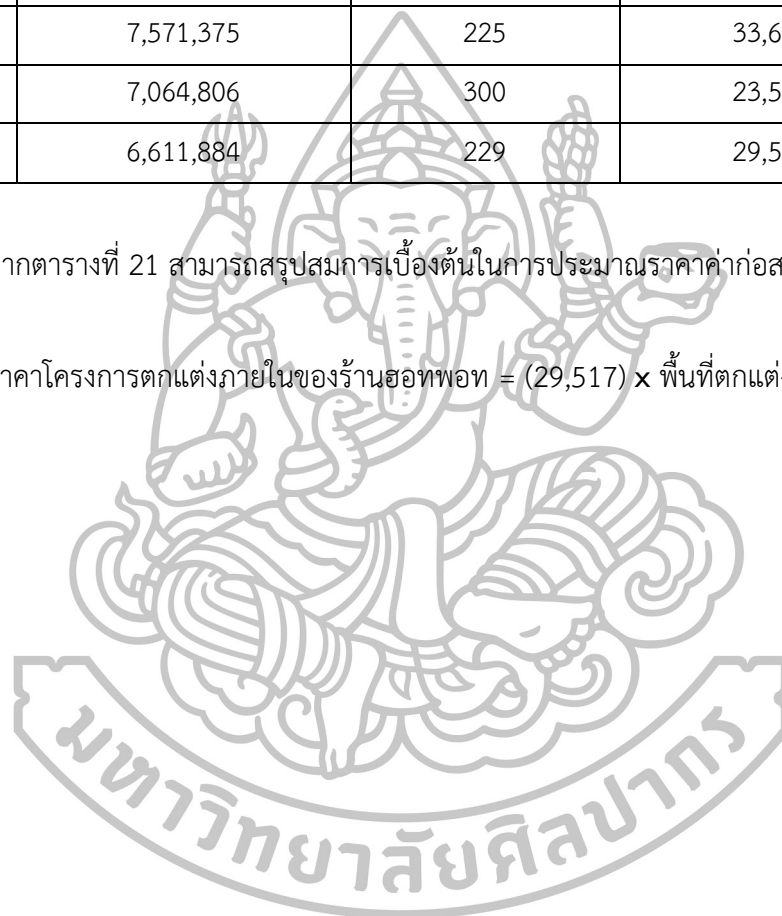 7,571,375 225 33,6
7,064,806 300 23,5
6,611,884 229 29,5
ากตารางที่ 21 สามารถสรุปสมการเบื้องต้นในการประมาณราคาค่าก่อส
าคาโครงการตกแต่งภายในของร้านฮอทพอท = (29,517) x พื้นที่ตกแต่
มหาวิทยาลัยศิลปากร